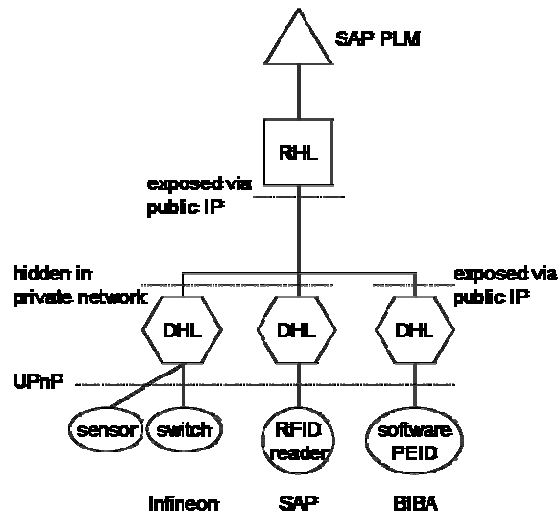 SAP PLM
RHL
exposed via
public IP
hidden in
private network
exposed via
public IP
DHL
DHL
DHL
UPnP
sensor
switch
RFID
reader
software
PEID
Infineon
SAP
BIBA